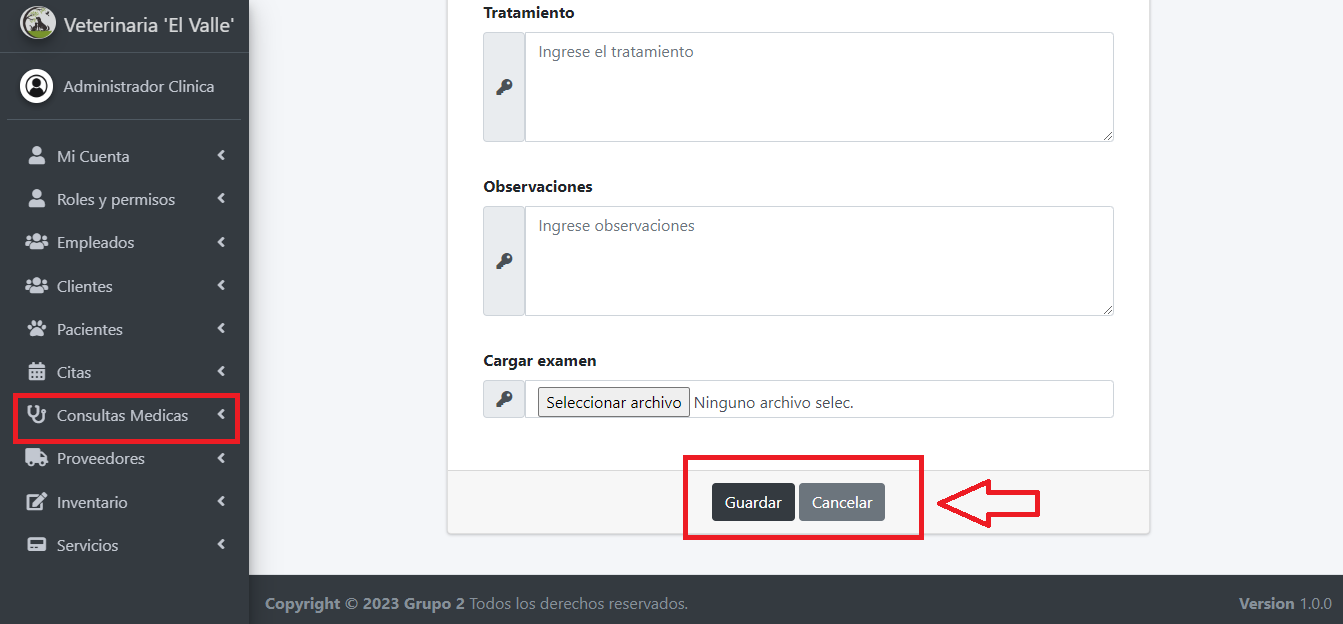 Veterinaria 'El Valle'
Administrador Clinica
Mi Cuenta
Roles y permisos
Empleados
Clientes
Pacientes
Citas
Consultas Medicas
Proveedores
Inventario
Servicios
Tratamiento
Ingrese el tratamiento
Observaciones
Ingrese observaciones
Cargar examen
Seleccionar archivo Ninguno archivo selec.
Guardar Cancelar
Copyright © 2023 Grupo 2 Todos los derechos reservados.
Version 1.0.0